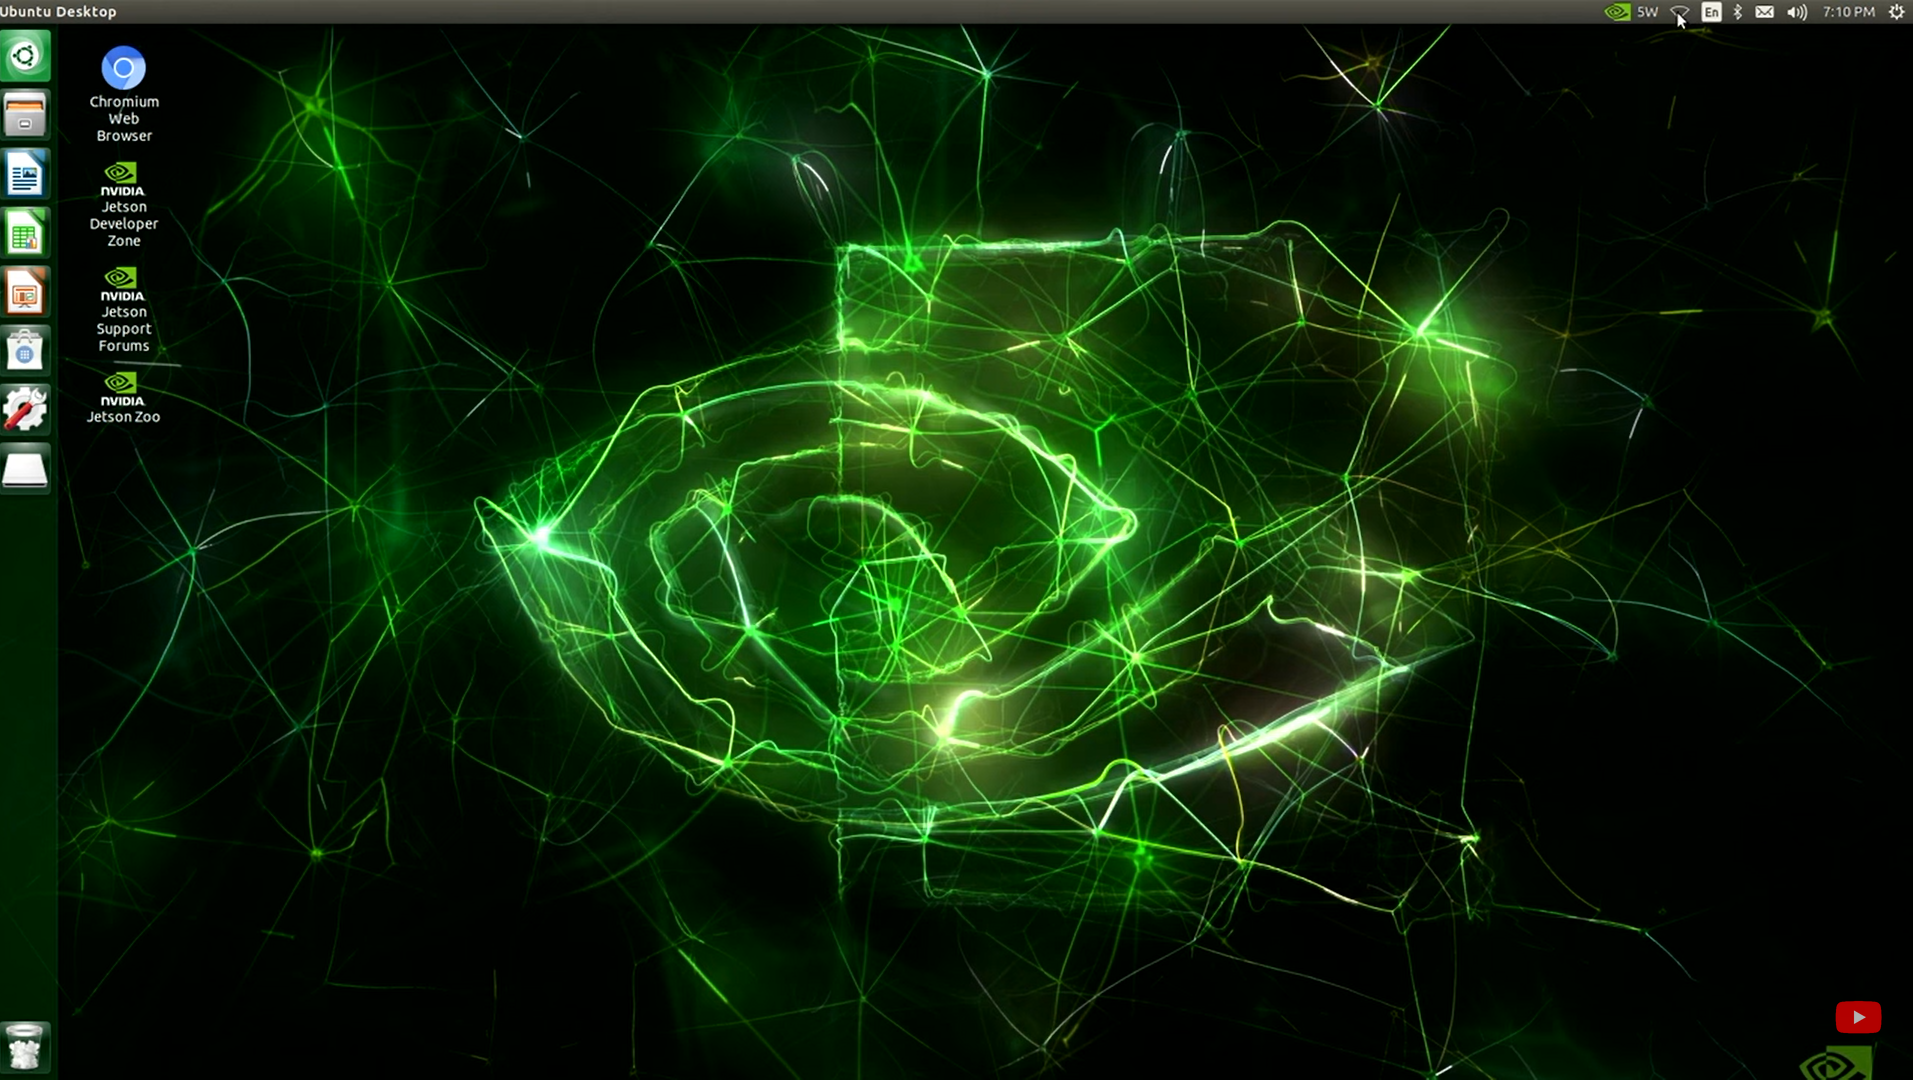 Ubuntu Desktop
5W
En
7:10 PM
Chromium
Web
Browser
NVIDIA.
Jetson
Developer
Zone
NVIDIA.
Jetson
Support
Forums
NVIDIA.
Jetson Zoo